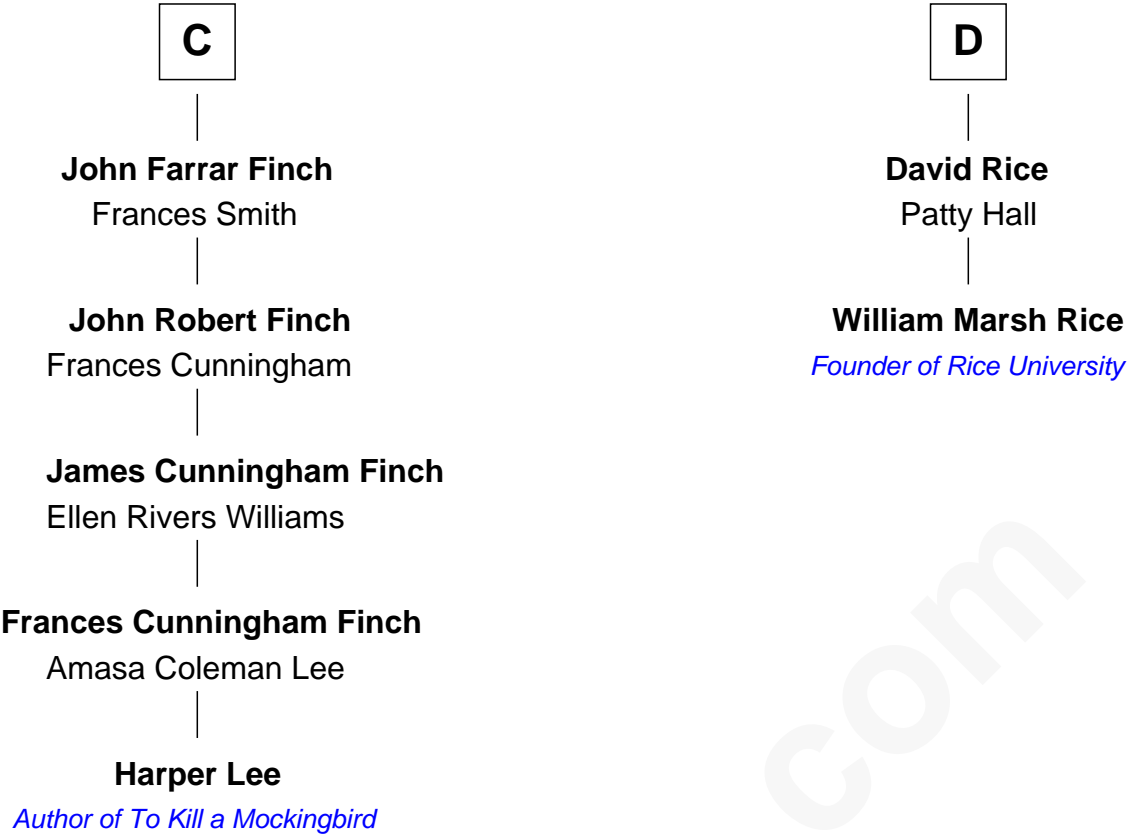 C
John Farrar Finch
Frances Smith
John Robert Finch
Frances Cunningham
James Cunningham Finch
Ellen Rivers Williams
Frances Cunningham Finch
Amasa Coleman Lee
Harper Lee
Author of To Kill a Mockingbird
D
David Rice
Patty Hall
William Marsh Rice
Founder of Rice University
com